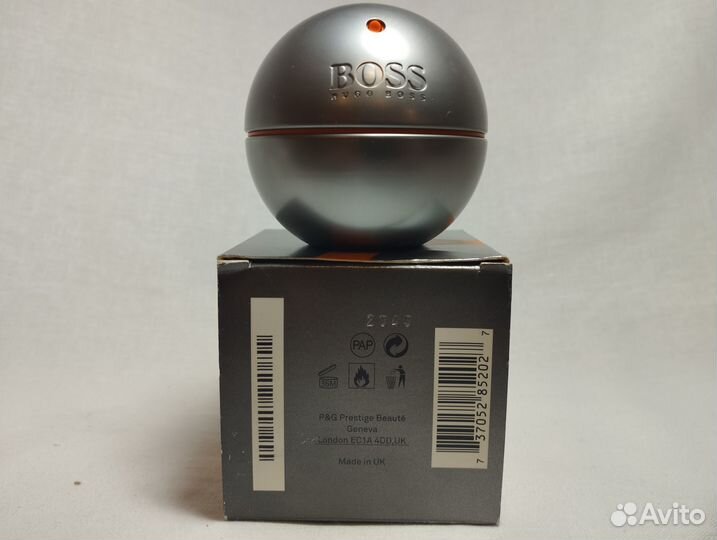 BOSS
HUGO BOSS
PAP
36M
P&G Prestige Beauté
Geneva
London EC1A 4DD,UK
Made in UK
7 37052 85202 7
Avito